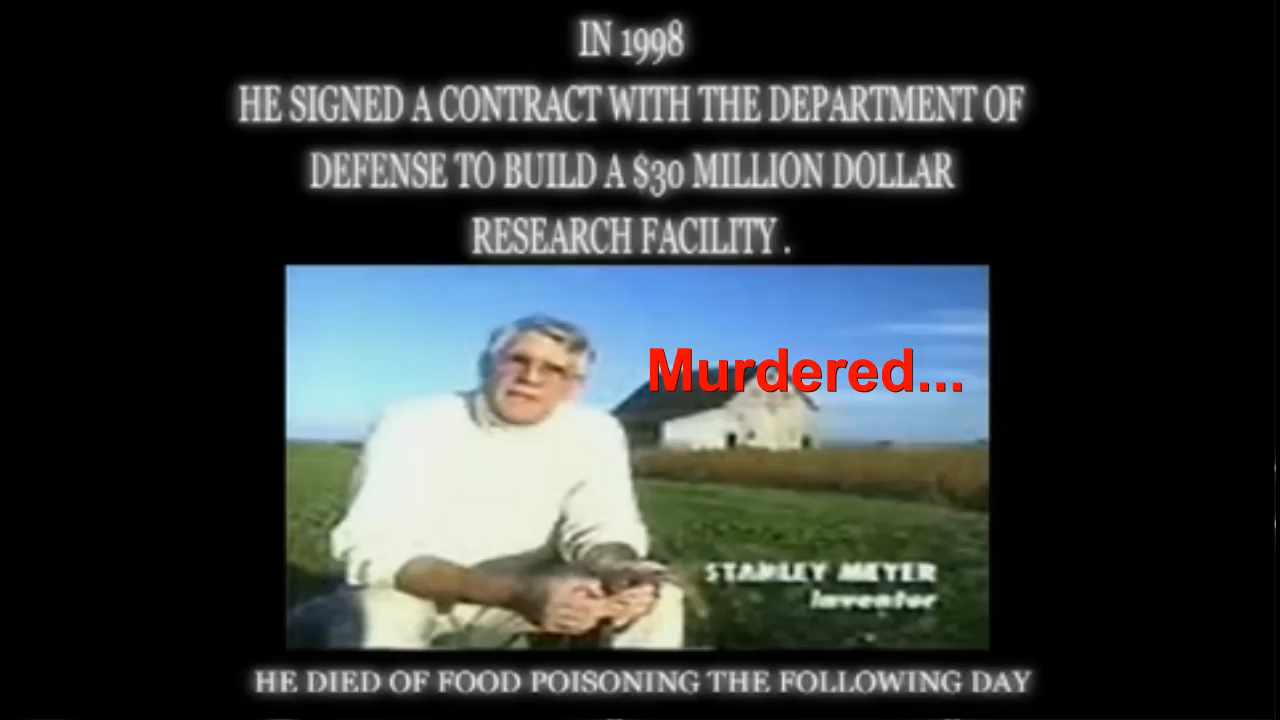 IN 1998
HE SIGNED A CONTRACT WITH THE DEPARTMENT OF
DEFENSE TO BUILD A $30 MILLION DOLLAR
RESEARCH FACILITY .
Murdered...
STANLEY MEYER
Inventor
HE DIED OF FOOD POISONING THE FOLLOWING DAY